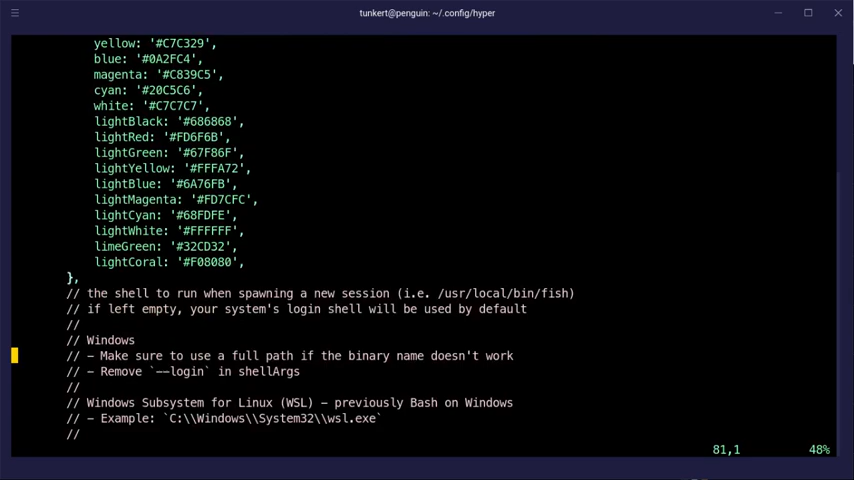 tunkert@penguin: ~/.config/hyper
yellow: '#C7C329',
blue: '#0A2FC4',
magenta: '#C839C5',
cyan: '#20C5C6',
white: '#C7C7C7',
lightBlack: '#686868',
lightRed: '#FD6F6B',
lightGreen: '#67F86F',
lightYellow: '#FFFA72',
lightBlue: '#6A76FB',
lightMagenta: '#FD7CFC',
lightCyan: '#68FDFE',
lightWhite: '#FFFFFF',
limeGreen: '#32CD32',
lightCoral: '#F08080',
},
// the shell to run when spawning a new session (i.e. /usr/local/bin/fish)
// if left empty, your system's login shell will be used by default
//
// Windows
// - Make sure to use a full path if the binary name doesn't work
// - Remove `--login` in shellArgs
//
// Windows Subsystem for Linux (WSL) - previously Bash on Windows
// - Example: `C:\\Windows\\System32\\wsl.exe`
//
81,1 48%